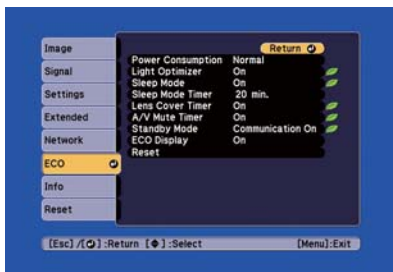 Image
Signal
Settings
Extended
Network
ECO
Info
Reset
Return
Power Consumption Normal
Light Optimizer On
Sleep Mode On
Sleep Mode Timer 20 min.
Lens Cover Timer On
A/V Mute Timer On
Standby Mode Communication On
ECO Display On
Reset
[Esc] /[ ] :Return [ ] :Select [Menu] :Exit